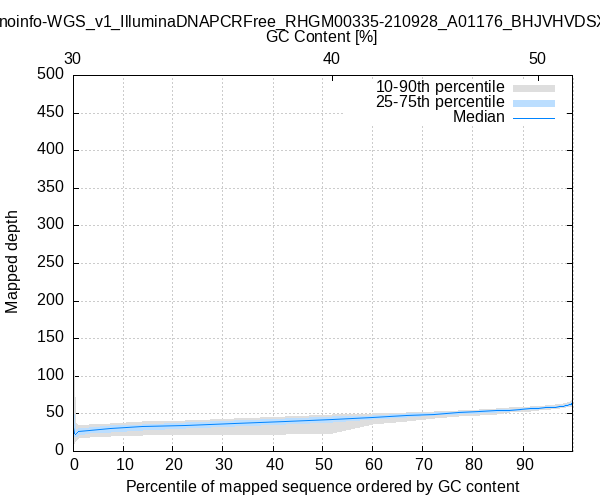 noinfo-WGS_v1_IlluminaDNAPCRFree_RHGM00335-210928_A01176_BHJVHVDSX
GC Content [%]
30 40 50
500
450
400
350
300
250
200
150
100
50
0
Mapped depth
10-90th percentile
25-75th percentile
Median
0 10 20 30 40 50 60 70 80 90
Percentile of mapped sequence ordered by GC content